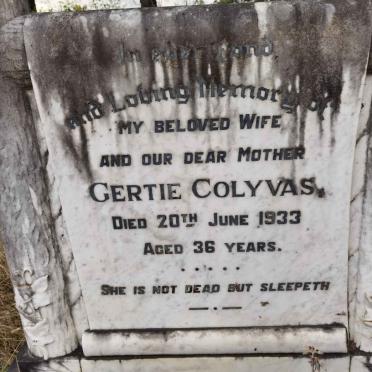 In
and Loving Memory of
MY BELOVED WIFE
AND OUR DEAR MOTHER
GERTIE COLYVAS.
DIED 20TH JUNE 1933
AGED 36 YEARS.
SHE IS NOT DEAD BUT SLEEPETH